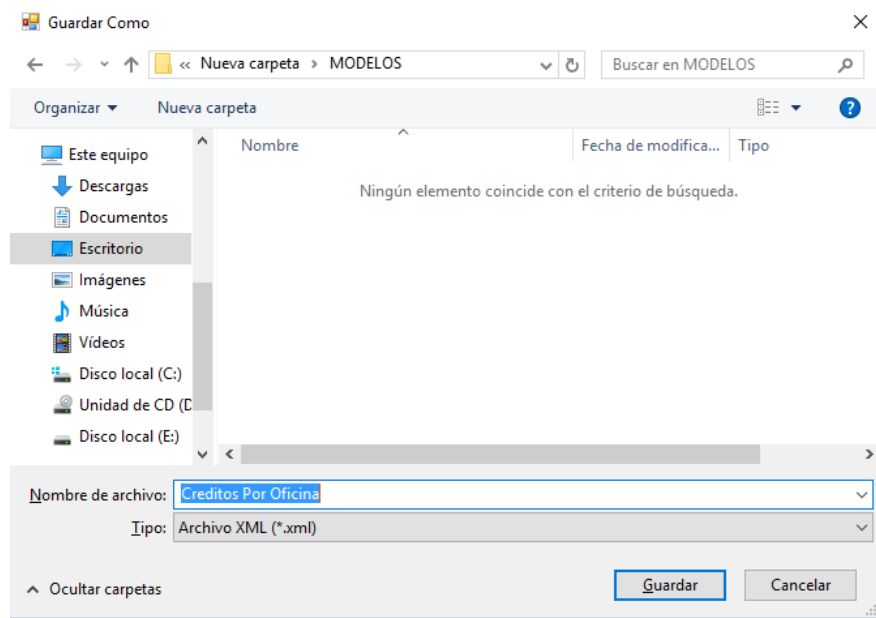 Guardar Como
« Nueva carpeta › MODELOS
Buscar en MODELOS
Organizar
Nueva carpeta
Nombre
Fecha de modifica...
Tipo
Ningún elemento coincide con el criterio de búsqueda.
Este equipo
Descargas
Documentos
Escritorio
Imágenes
Música
Vídeos
Disco local (C:)
Unidad de CD (D
Disco local (E:)
Nombre de archivo: Creditos Por Oficina
Tipo: Archivo XML (*.xml)
Ocultar carpetas
Guardar
Cancelar